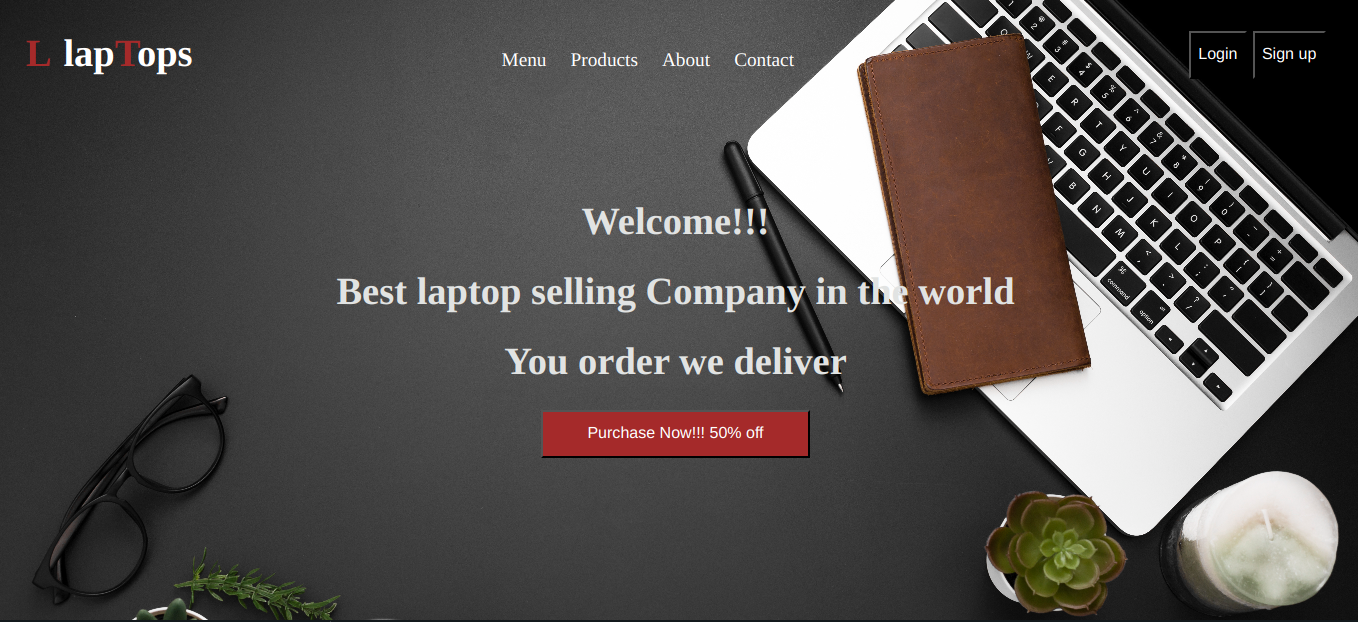 L lapTops
Menu Products About Contact
Login Sign up
Welcome!!!
Best laptop selling Company in the world
You order we deliver
Purchase Now!!! 50% off